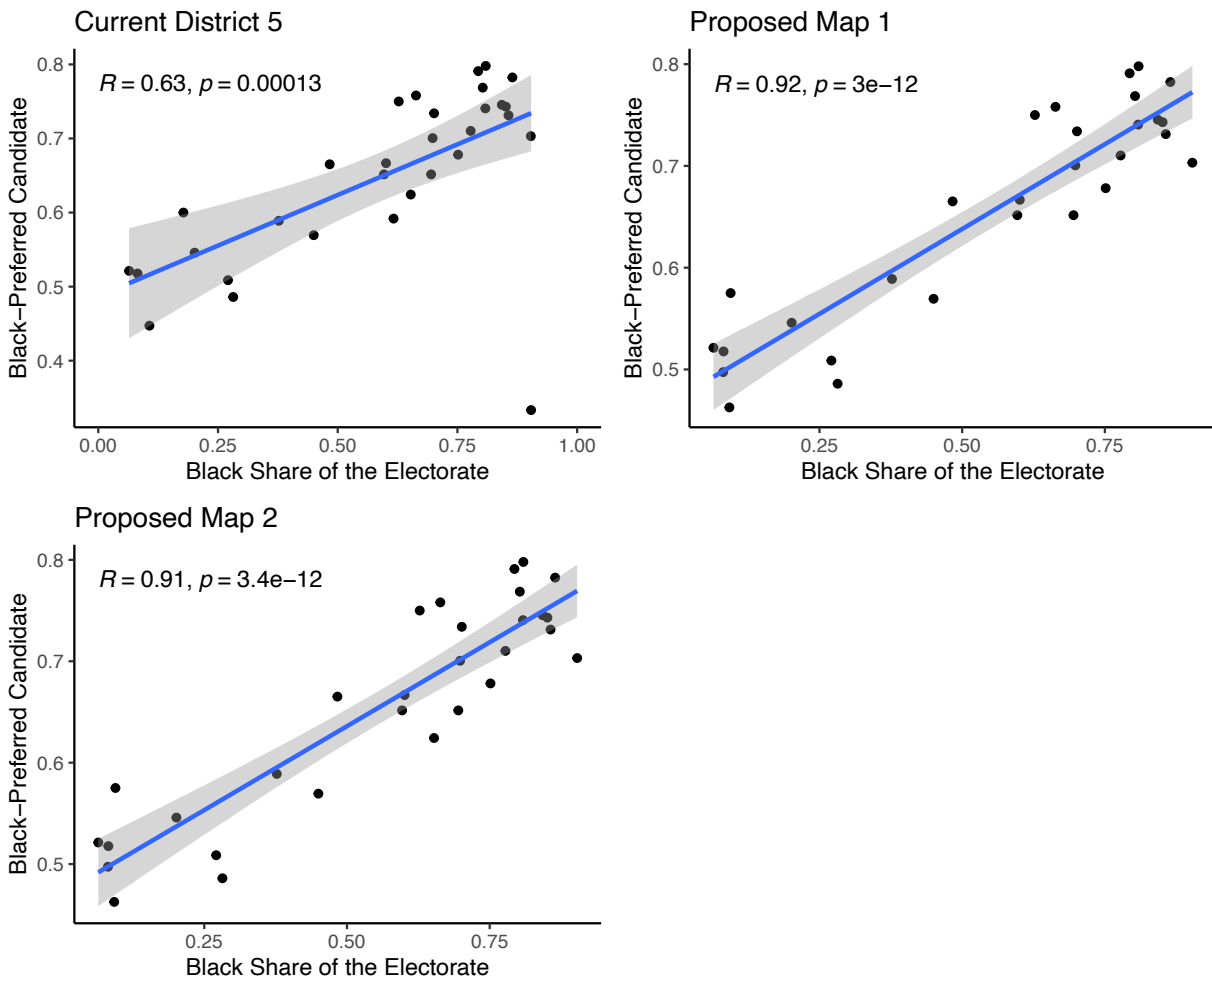 Current District 5
R = 0.63, p = 0.00013
Black−Preferred Candidate
0.8
0.7
0.6
0.5
0.4
0.00 0.25 0.50 0.75 1.00
Black Share of the Electorate
Proposed Map 1
R = 0.92, p = 3e−12
Black−Preferred Candidate
0.8
0.7
0.6
0.5
0.25 0.50 0.75
Black Share of the Electorate
Proposed Map 2
R = 0.91, p = 3.4e−12
Black−Preferred Candidate
0.8
0.7
0.6
0.5
0.25 0.50 0.75
Black Share of the Electorate